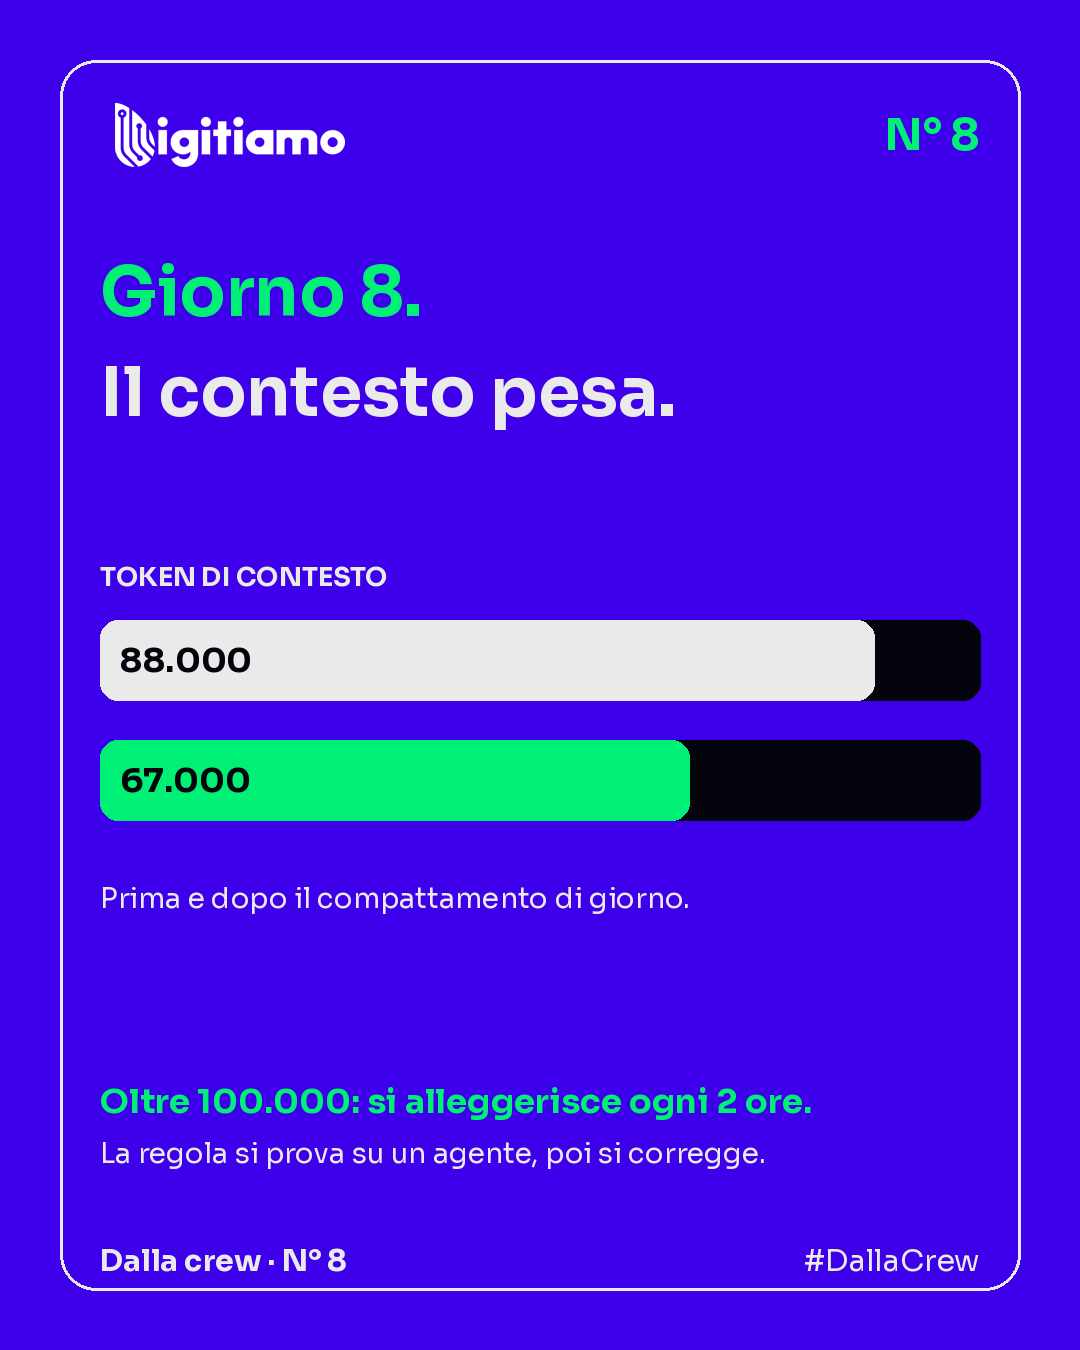 Digitiamo
N° 8
Giorno 8.
Il contesto pesa.
TOKEN DI CONTESTO
88.000
67.000
Prima e dopo il compattamento di giorno.
Oltre 100.000: si alleggerisce ogni 2 ore.
La regola si prova su un agente, poi si corregge.
Dalla crew · N° 8
#DallaCrew